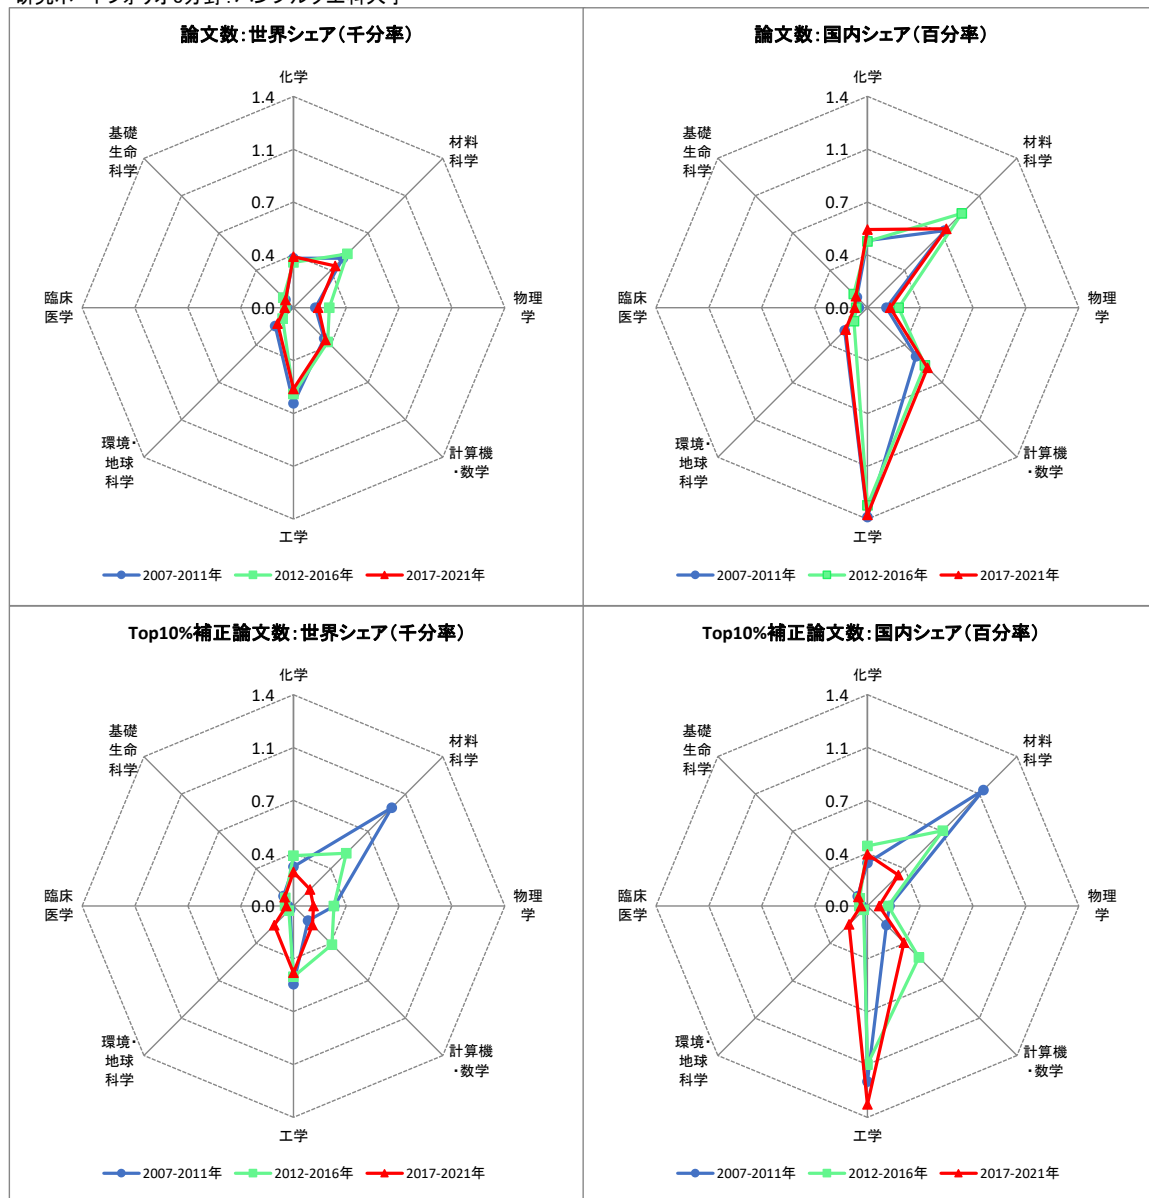 論文数:世界シェア(千分率)
化学
1.4
1.1
0.7
0.4
0.0
基礎
生命
科学
材料
科学
臨床
医学
物理
学
環境・
地球
科学
計算機
・数学
工学
2007-2011年
2012-2016年
2017-2021年
論文数:国内シェア(百分率)
化学
1.4
1.1
0.7
0.4
0.0
基礎
生命
科学
材料
科学
臨床
医学
物理
学
環境・
地球
科学
計算機
・数学
工学
2007-2011年
2012-2016年
2017-2021年
Top10%補正論文数:世界シェア(千分率)
化学
1.4
1.1
0.7
0.4
0.0
基礎
生命
科学
材料
科学
臨床
医学
物理
学
環境・
地球
科学
計算機
・数学
工学
2007-2011年
2012-2016年
2017-2021年
Top10%補正論文数:国内シェア(百分率)
化学
1.4
1.1
0.7
0.4
0.0
基礎
生命
科学
材料
科学
臨床
医学
物理
学
環境・
地球
科学
計算機
・数学
工学
2007-2011年
2012-2016年
2017-2021年